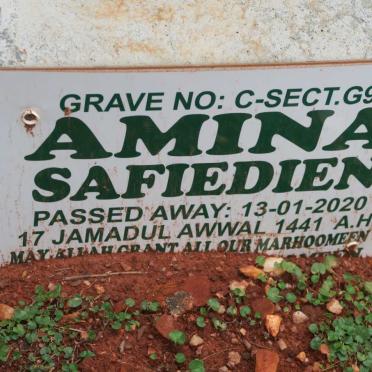 GRAVE NO: C-SECT.G9
AMINA
SAFIEDIEN
PASSED AWAY: 13-01-2020
17 JAMADUL AWWAL 1441 A.H
MAY ALLAH GRANT ALL OUR MARHOOMEEN